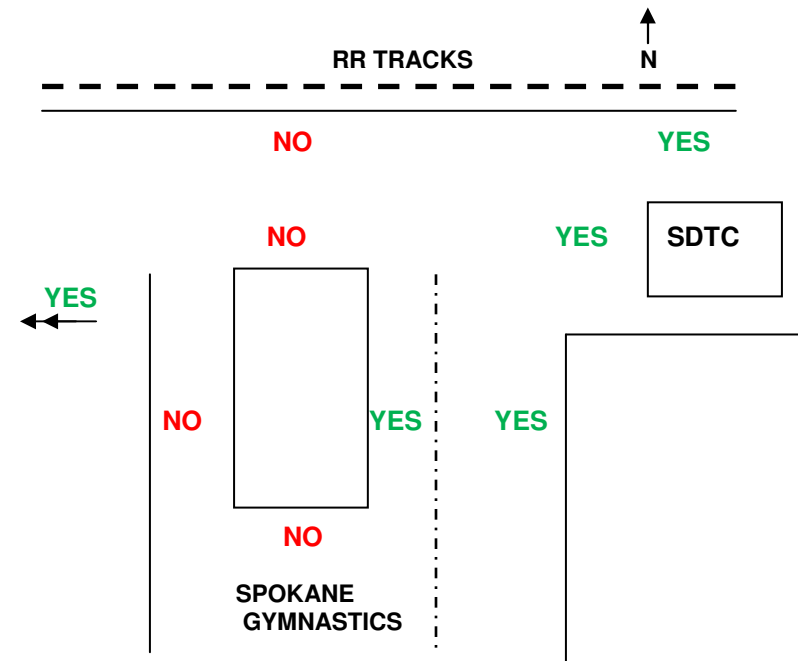 RR TRACKS N
NO YES
NO YES SDTC
YES
NO YES YES
NO
SPOKANE
GYMNASTICS